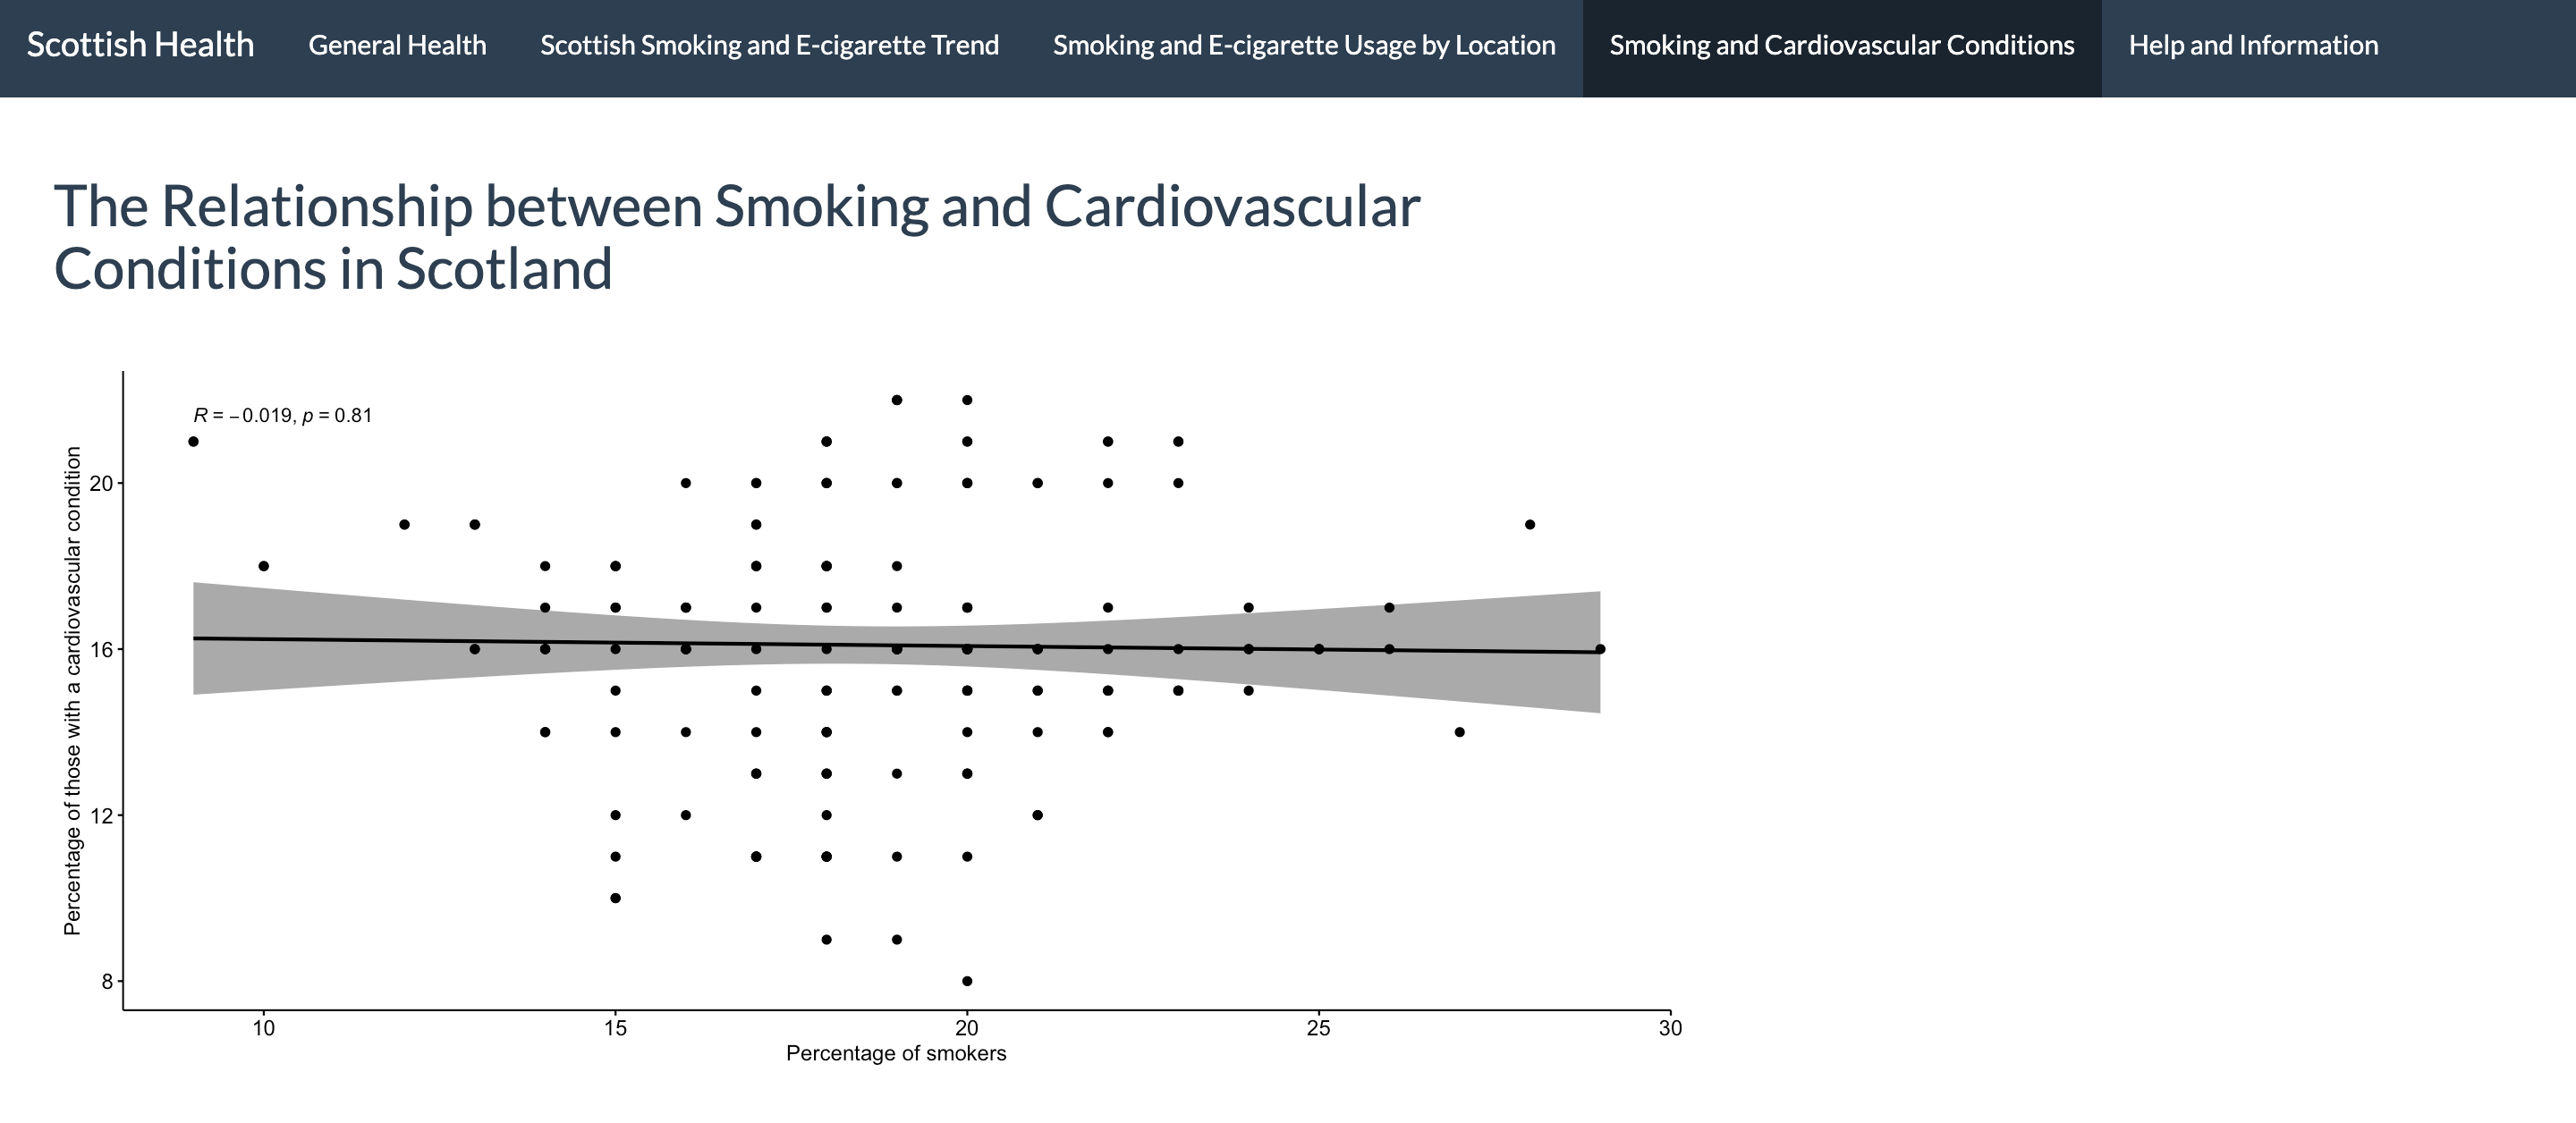 Scottish Health General Health Scottish Smoking and E-cigarette Trend Smoking and E-cigarette Usage by Location Smoking and Cardiovascular Conditions Help and Information
The Relationship between Smoking and Cardiovascular
Conditions in Scotland
R = −0.019, p = 0.81
Percentage of those with a cardiovascular condition
20
16
12
8
10 15 20 25 30
Percentage of smokers